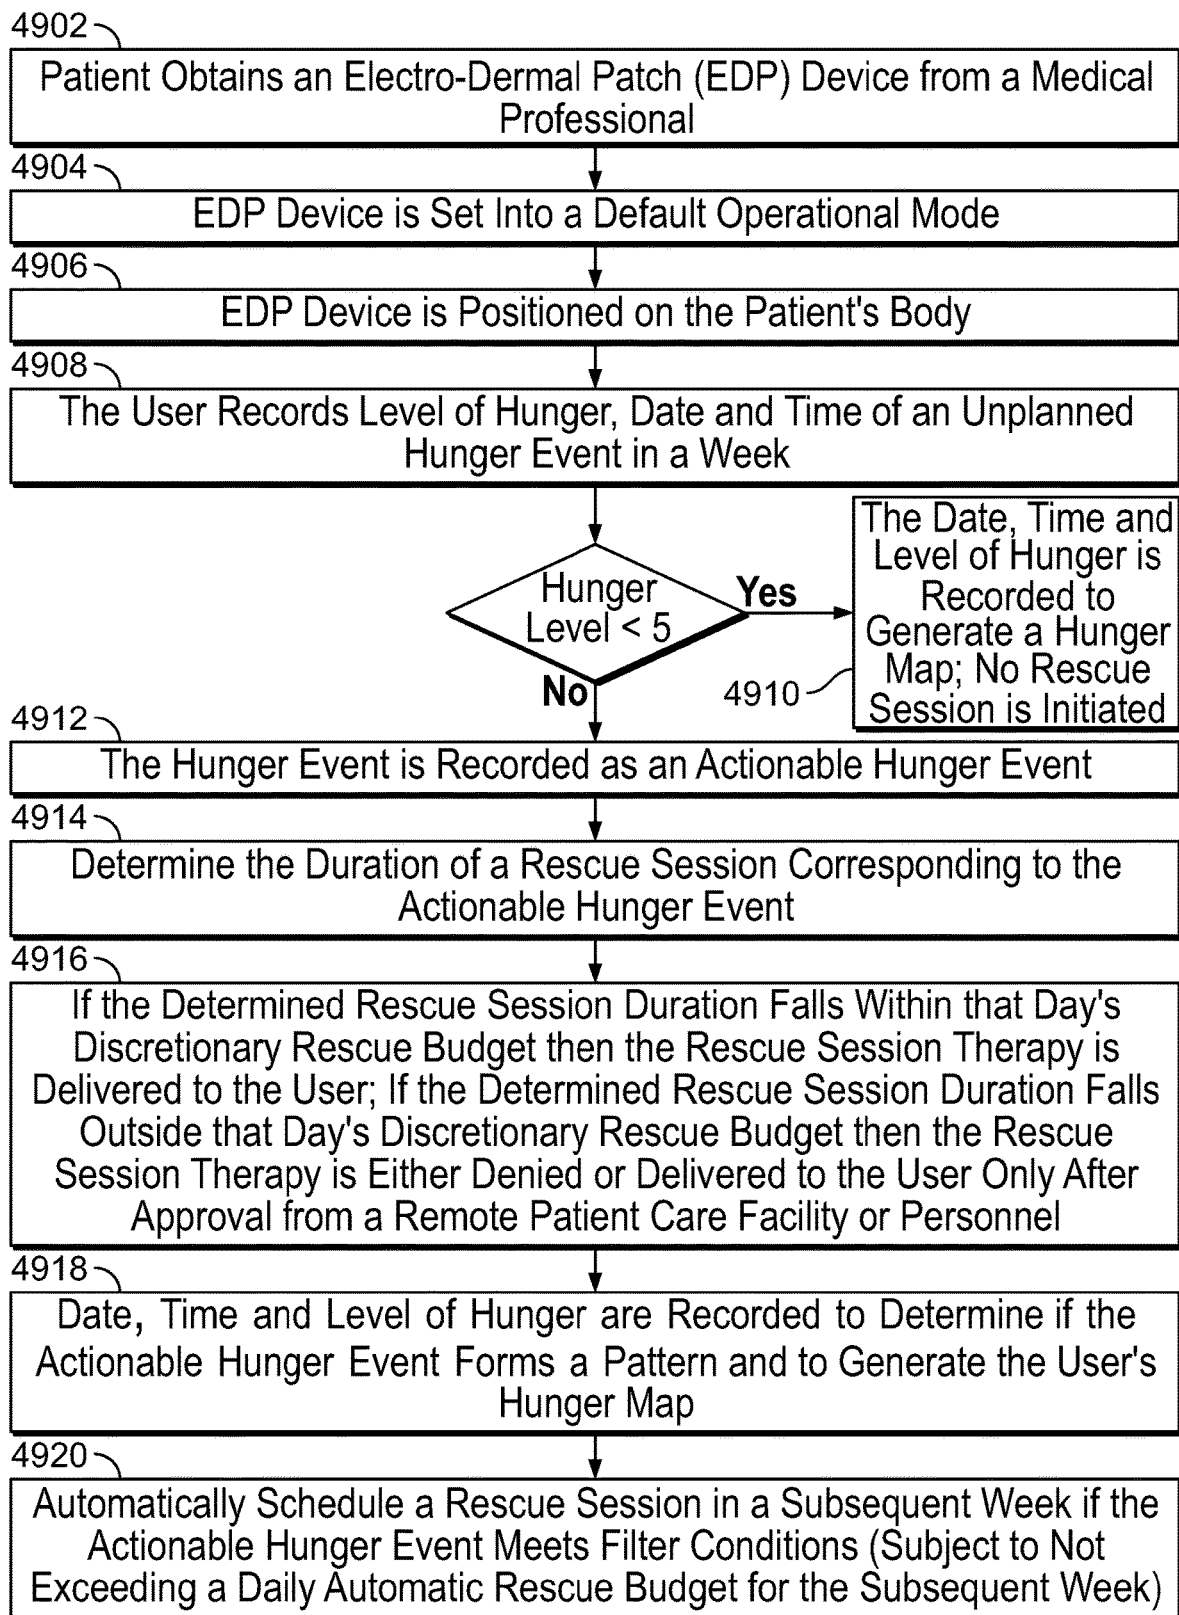 4902
Patient Obtains an Electro-Dermal Patch (EDP) Device from a Medical
Professional
4904
EDP Device is Set Into a Default Operational Mode
4906
EDP Device is Positioned on the Patient's Body
4908
The User Records Level of Hunger, Date and Time of an Unplanned
Hunger Event in a Week
Hunger
Level < 5
Yes
No
The Date, Time and
Level of Hunger is
Recorded to
Generate a Hunger
Map; No Rescue
Session is Initiated
4910
4912
The Hunger Event is Recorded as an Actionable Hunger Event
4914
Determine the Duration of a Rescue Session Corresponding to the
Actionable Hunger Event
4916
If the Determined Rescue Session Duration Falls Within that Day's
Discretionary Rescue Budget then the Rescue Session Therapy is
Delivered to the User; If the Determined Rescue Session Duration Falls
Outside that Day's Discretionary Rescue Budget then the Rescue
Session Therapy is Either Denied or Delivered to the User Only After
Approval from a Remote Patient Care Facility or Personnel
4918
Date, Time and Level of Hunger are Recorded to Determine if the
Actionable Hunger Event Forms a Pattern and to Generate the User's
Hunger Map
4920
Automatically Schedule a Rescue Session in a Subsequent Week if the
Actionable Hunger Event Meets Filter Conditions (Subject to Not
Exceeding a Daily Automatic Rescue Budget for the Subsequent Week)